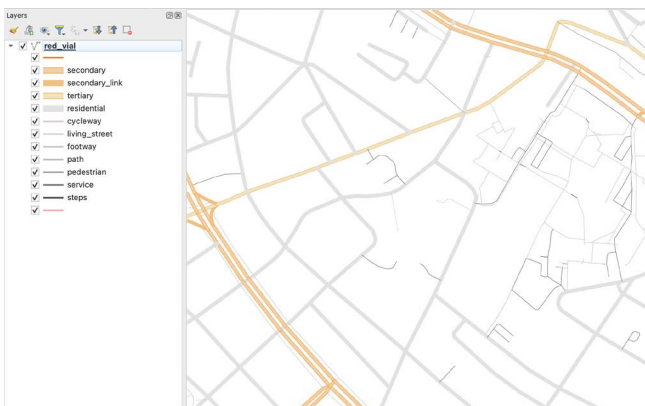 Layers
red_vial
secondary
secondary_link
tertiary
residential
cycleway
living_street
footway
path
pedestrian
service
steps